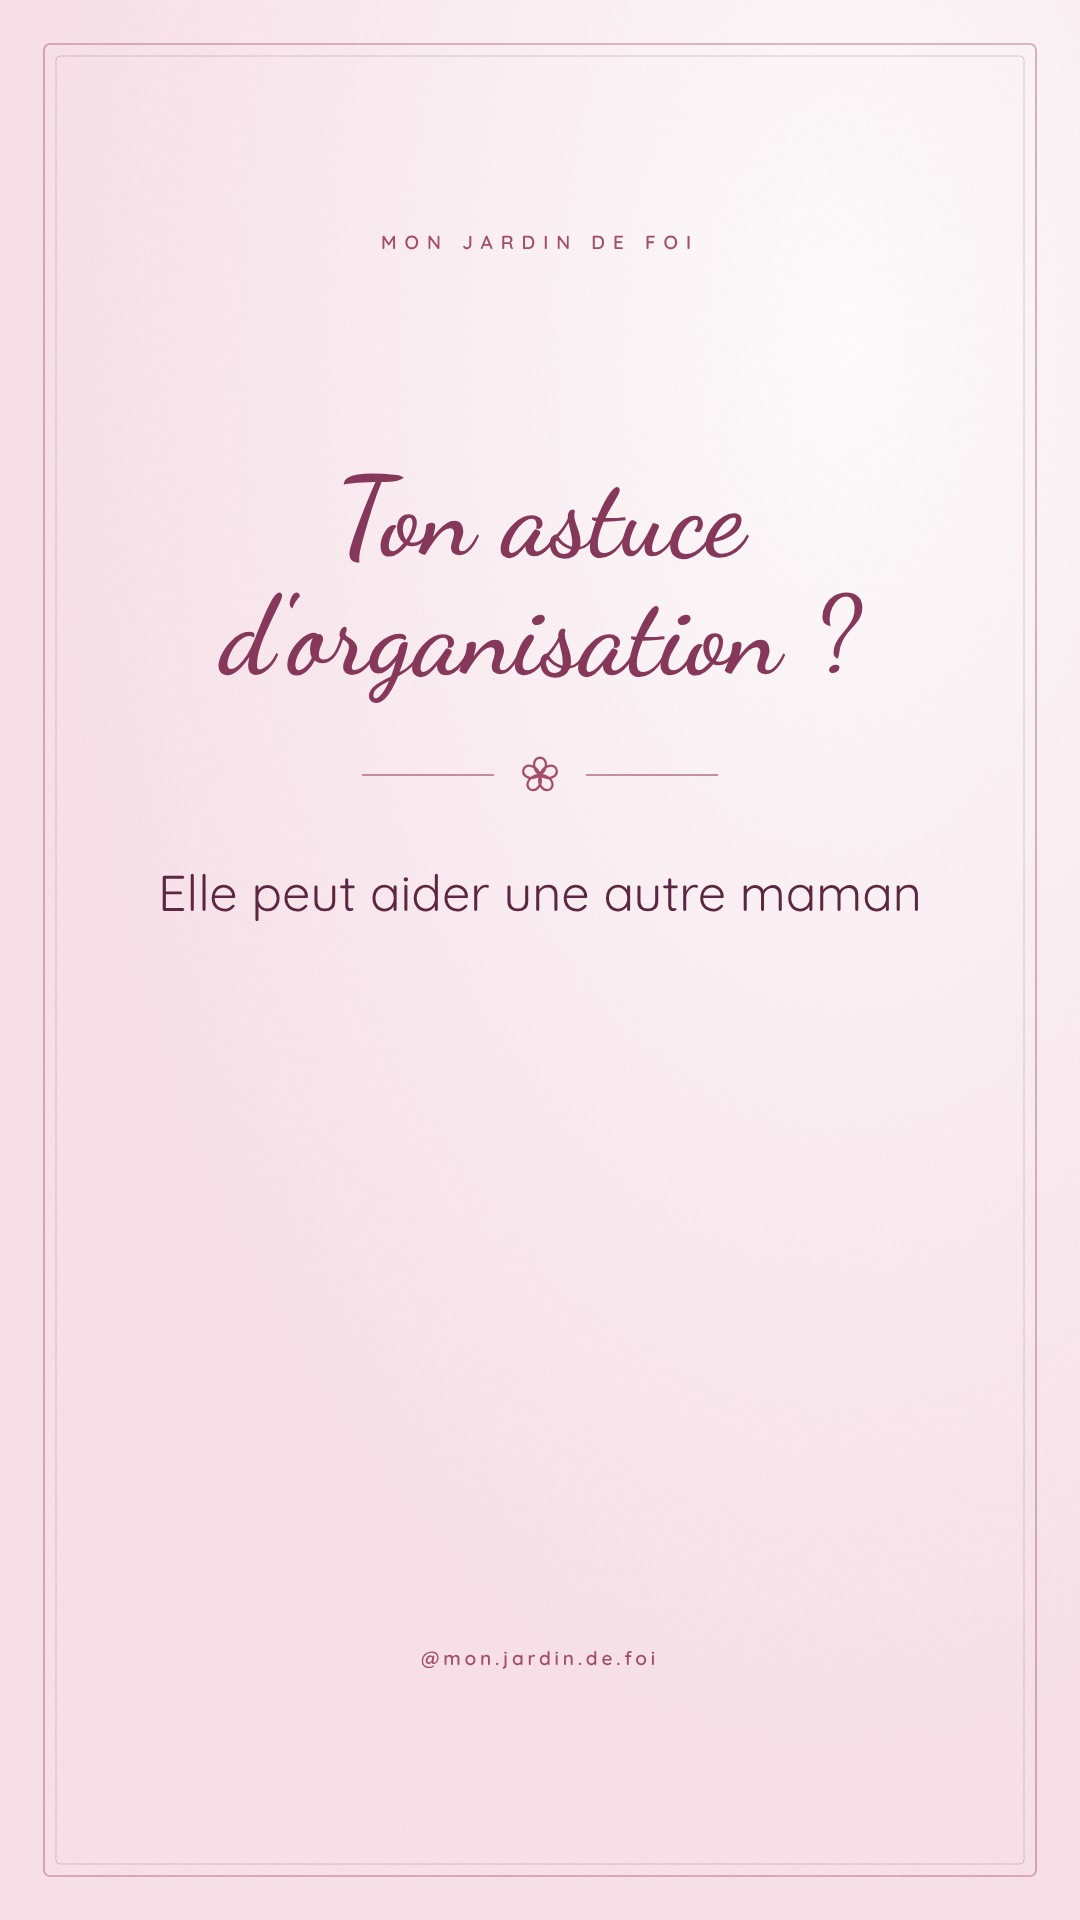 MON JARDIN DE FOI
Ton astuce
d'organisation ?
Elle peut aider une autre maman
@mon.jardin.de.foi